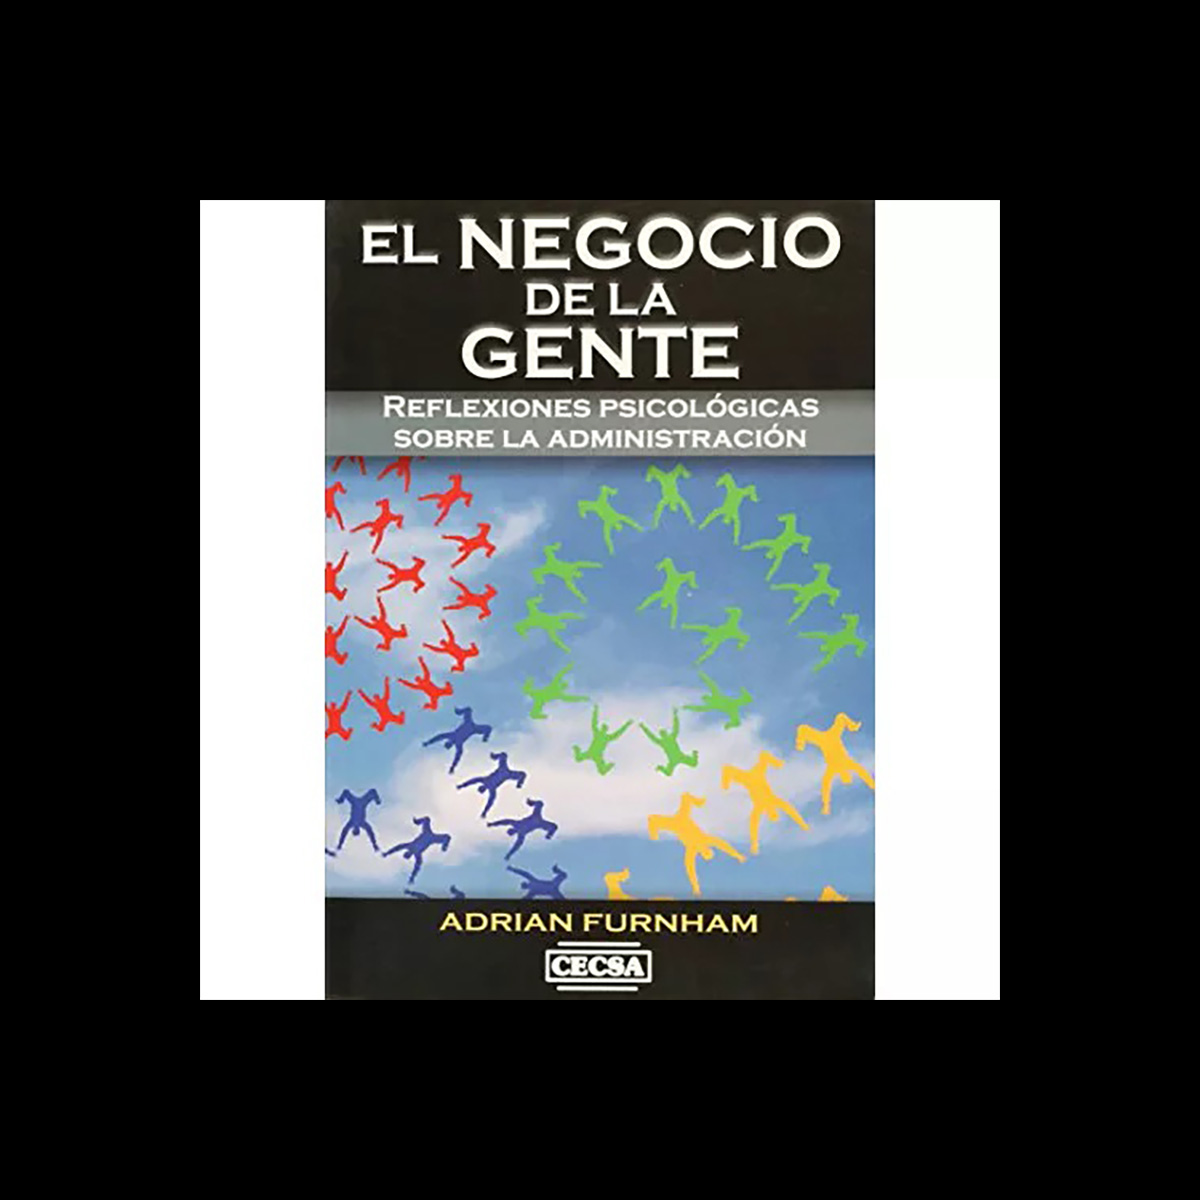 EL NEGOCIO
DE LA
GENTE
REFLEXIONES PSICOLÓGICAS
SOBRE LA ADMINISTRACIÓN
ADRIAN FURNHAM
CECSA